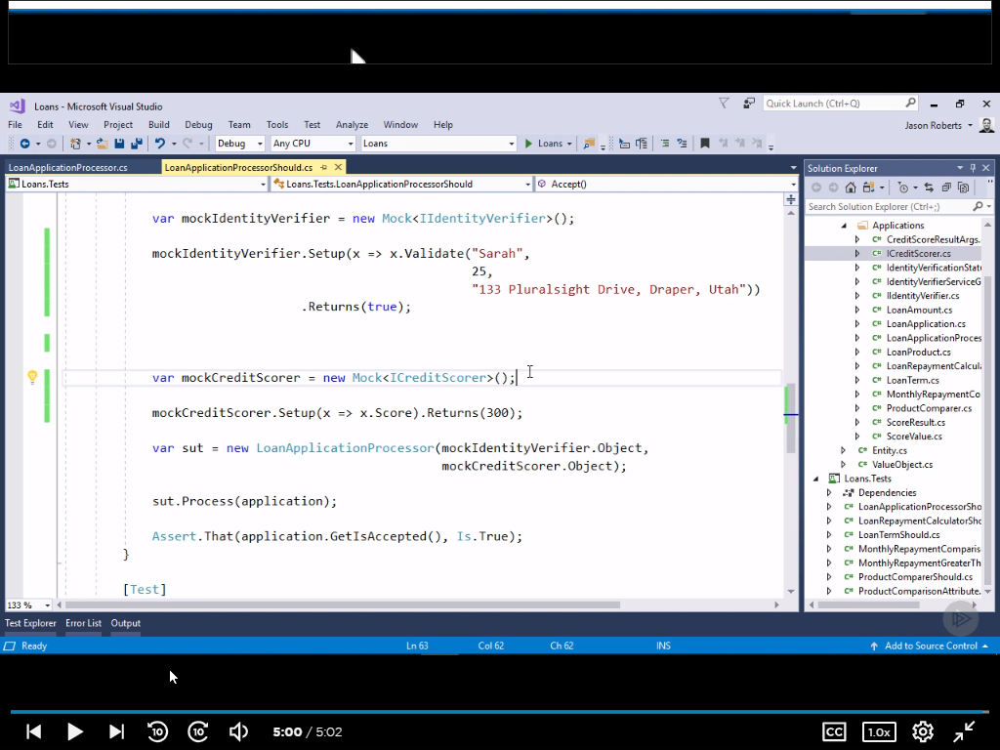 Loans - Microsoft Visual Studio
Quick Launch (Ctrl+Q)
File Edit View Project Build Debug Team Tools Test Analyze Window Help
Jason Roberts
Debug Any CPU Loans Loans
LoanApplicationProcessor.cs LoanApplicationProcessorShould.cs
Loans.Tests Loans.Tests.LoanApplicationProcessorShould Accept()
var mockIdentityVerifier = new Mock<IIdentityVerifier>();
mockIdentityVerifier.Setup(x => x.Validate("Sarah",
25,
"133 Pluralsight Drive, Draper, Utah"))
.Returns(true);
var mockCreditScorer = new Mock<ICreditScorer>();
mockCreditScorer.Setup(x => x.Score).Returns(300);
var sut = new LoanApplicationProcessor(mockIdentityVerifier.Object,
mockCreditScorer.Object);
sut.Process(application);
Assert.That(application.GetIsAccepted(), Is.True);
}
[Test]
133 %
Solution Explorer
Search Solution Explorer (Ctrl+;)
Applications
C# CreditScoreResultArgs.
C# ICreditScorer.cs
C# IdentityVerificationStat
C# IdentityVerifierServiceG
C# IIdentityVerifier.cs
C# LoanAmount.cs
C# LoanApplication.cs
C# LoanApplicationProces
C# LoanProduct.cs
C# LoanRepaymentCalcul
C# LoanTerm.cs
C# MonthlyRepaymentCo
C# ProductComparer.cs
C# ScoreResult.cs
C# ScoreValue.cs
C# Entity.cs
C# ValueObject.cs
Loans.Tests
Dependencies
C# LoanApplicationProcessorSho
C# LoanRepaymentCalculatorSho
C# LoanTermShould.cs
C# MonthlyRepaymentComparis
C# MonthlyRepaymentGreaterTh
C# ProductComparerShould.cs
C# ProductComparisonAttribute.
Test Explorer Error List Output
Ready Ln 63 Col 62 Ch 62 INS Add to Source Control
10 10 5:00 / 5:02 CC 1.0x